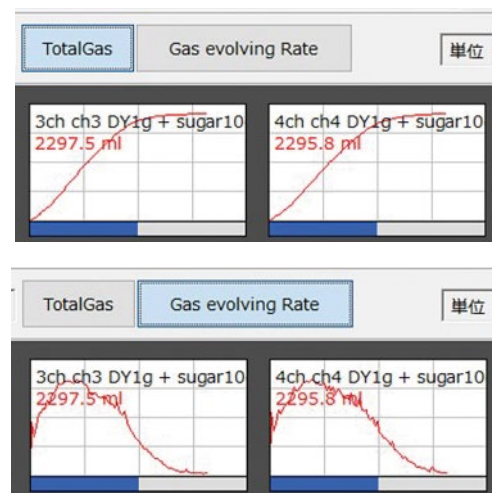 TotalGas Gas evolving Rate 単位
3ch ch3 DY1g + sugar10 4ch ch4 DY1g + sugar10
2297.5 ml 2295.8 ml
TotalGas Gas evolving Rate 単位
3ch ch3 DY1g + sugar10 4ch ch4 DY1g + sugar10
2297.5 ml 2295.8 ml